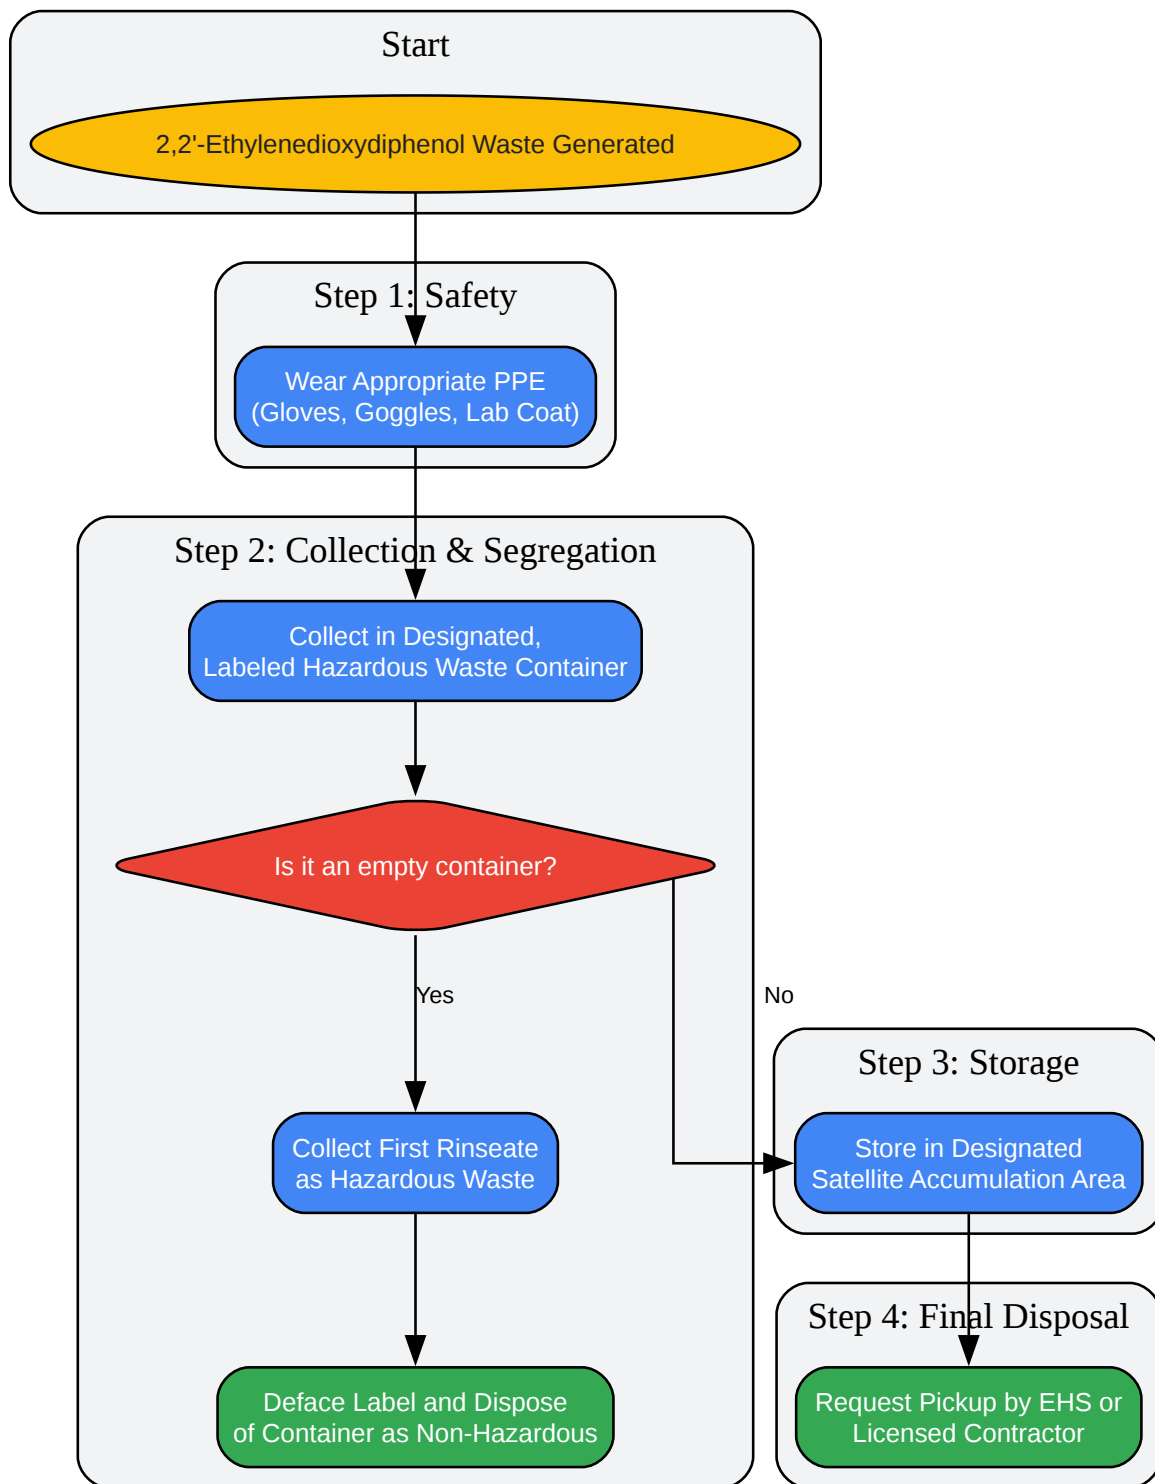 Start
2,2'-Ethylenedioxydiphenol Waste Generated
Step 1: Safety
Wear Appropriate PPE
(Gloves, Goggles, Lab Coat)
Step 2: Collection & Segregation
Collect in Designated,
Labeled Hazardous Waste Container
Is it an empty container?
Yes
No
Collect First Rinseate
as Hazardous Waste
Deface Label and Dispose
of Container as Non-Hazardous
Step 3: Storage
Store in Designated
Satellite Accumulation Area
Step 4: Final Disposal
Request Pickup by EHS or
Licensed Contractor